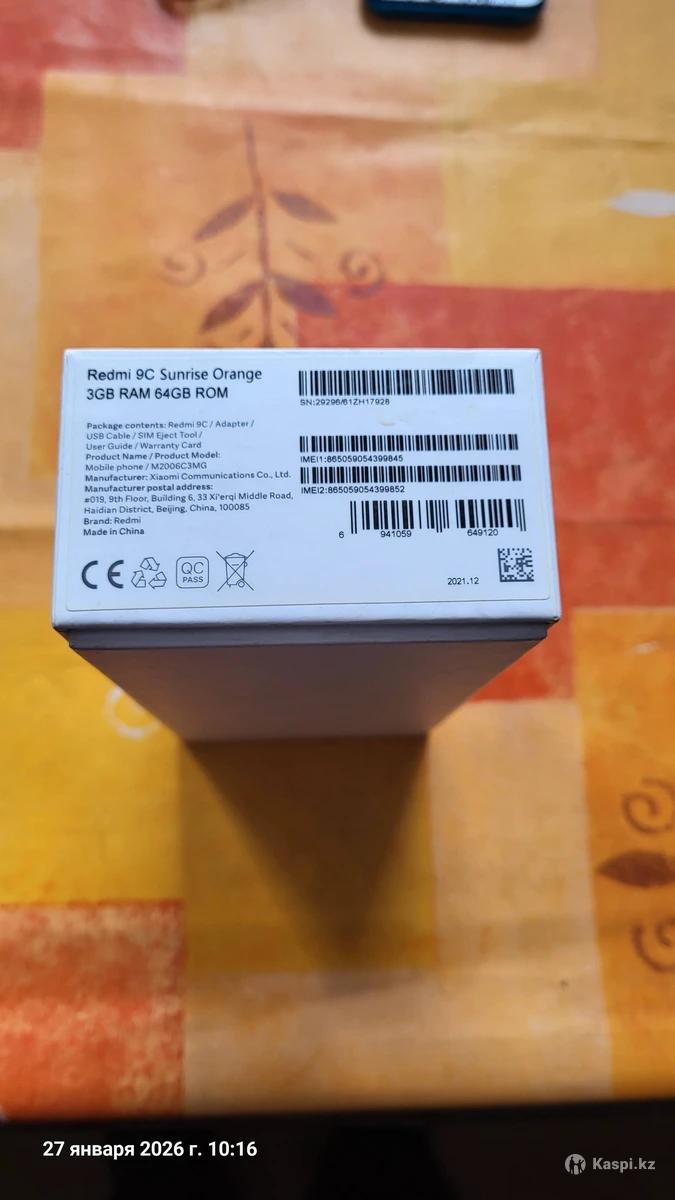 Redmi 9C Sunrise Orange
3GB RAM 64GB ROM
Package contents: Redmi 9C / Adapter /
USB Cable / SIM Eject Tool /
User Guide / Warranty Card
Product Name / Product Model:
Mobile phone / M2006C3MG
Manufacturer: Xiaomi Communications Co., Ltd.
Manufacturer postal address:
#019, 9th Floor, Building 6, 33 Xi'erqi Middle Road,
Haidian District, Beijing, China, 100085
Brand: Redmi
Made in China
CE
QC
PASS
SN:29296/61ZH17928
IMEI1:865059054399845
IMEI2:865059054399852
6 941059 649120
2021.12
27 января 2026 г. 10:16
Kaspi.kz